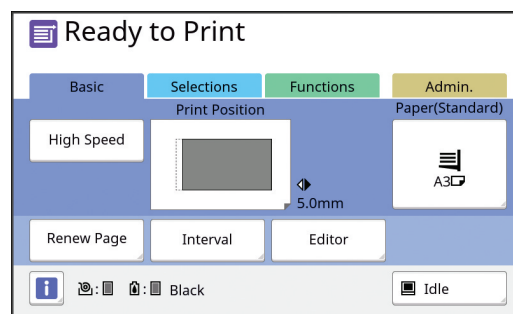 Ready to Print
Basic Selections Functions Admin.
Print Position Paper(Standard)
High Speed
A3
5.0mm
Renew Page Interval Editor
i : : Black Idle